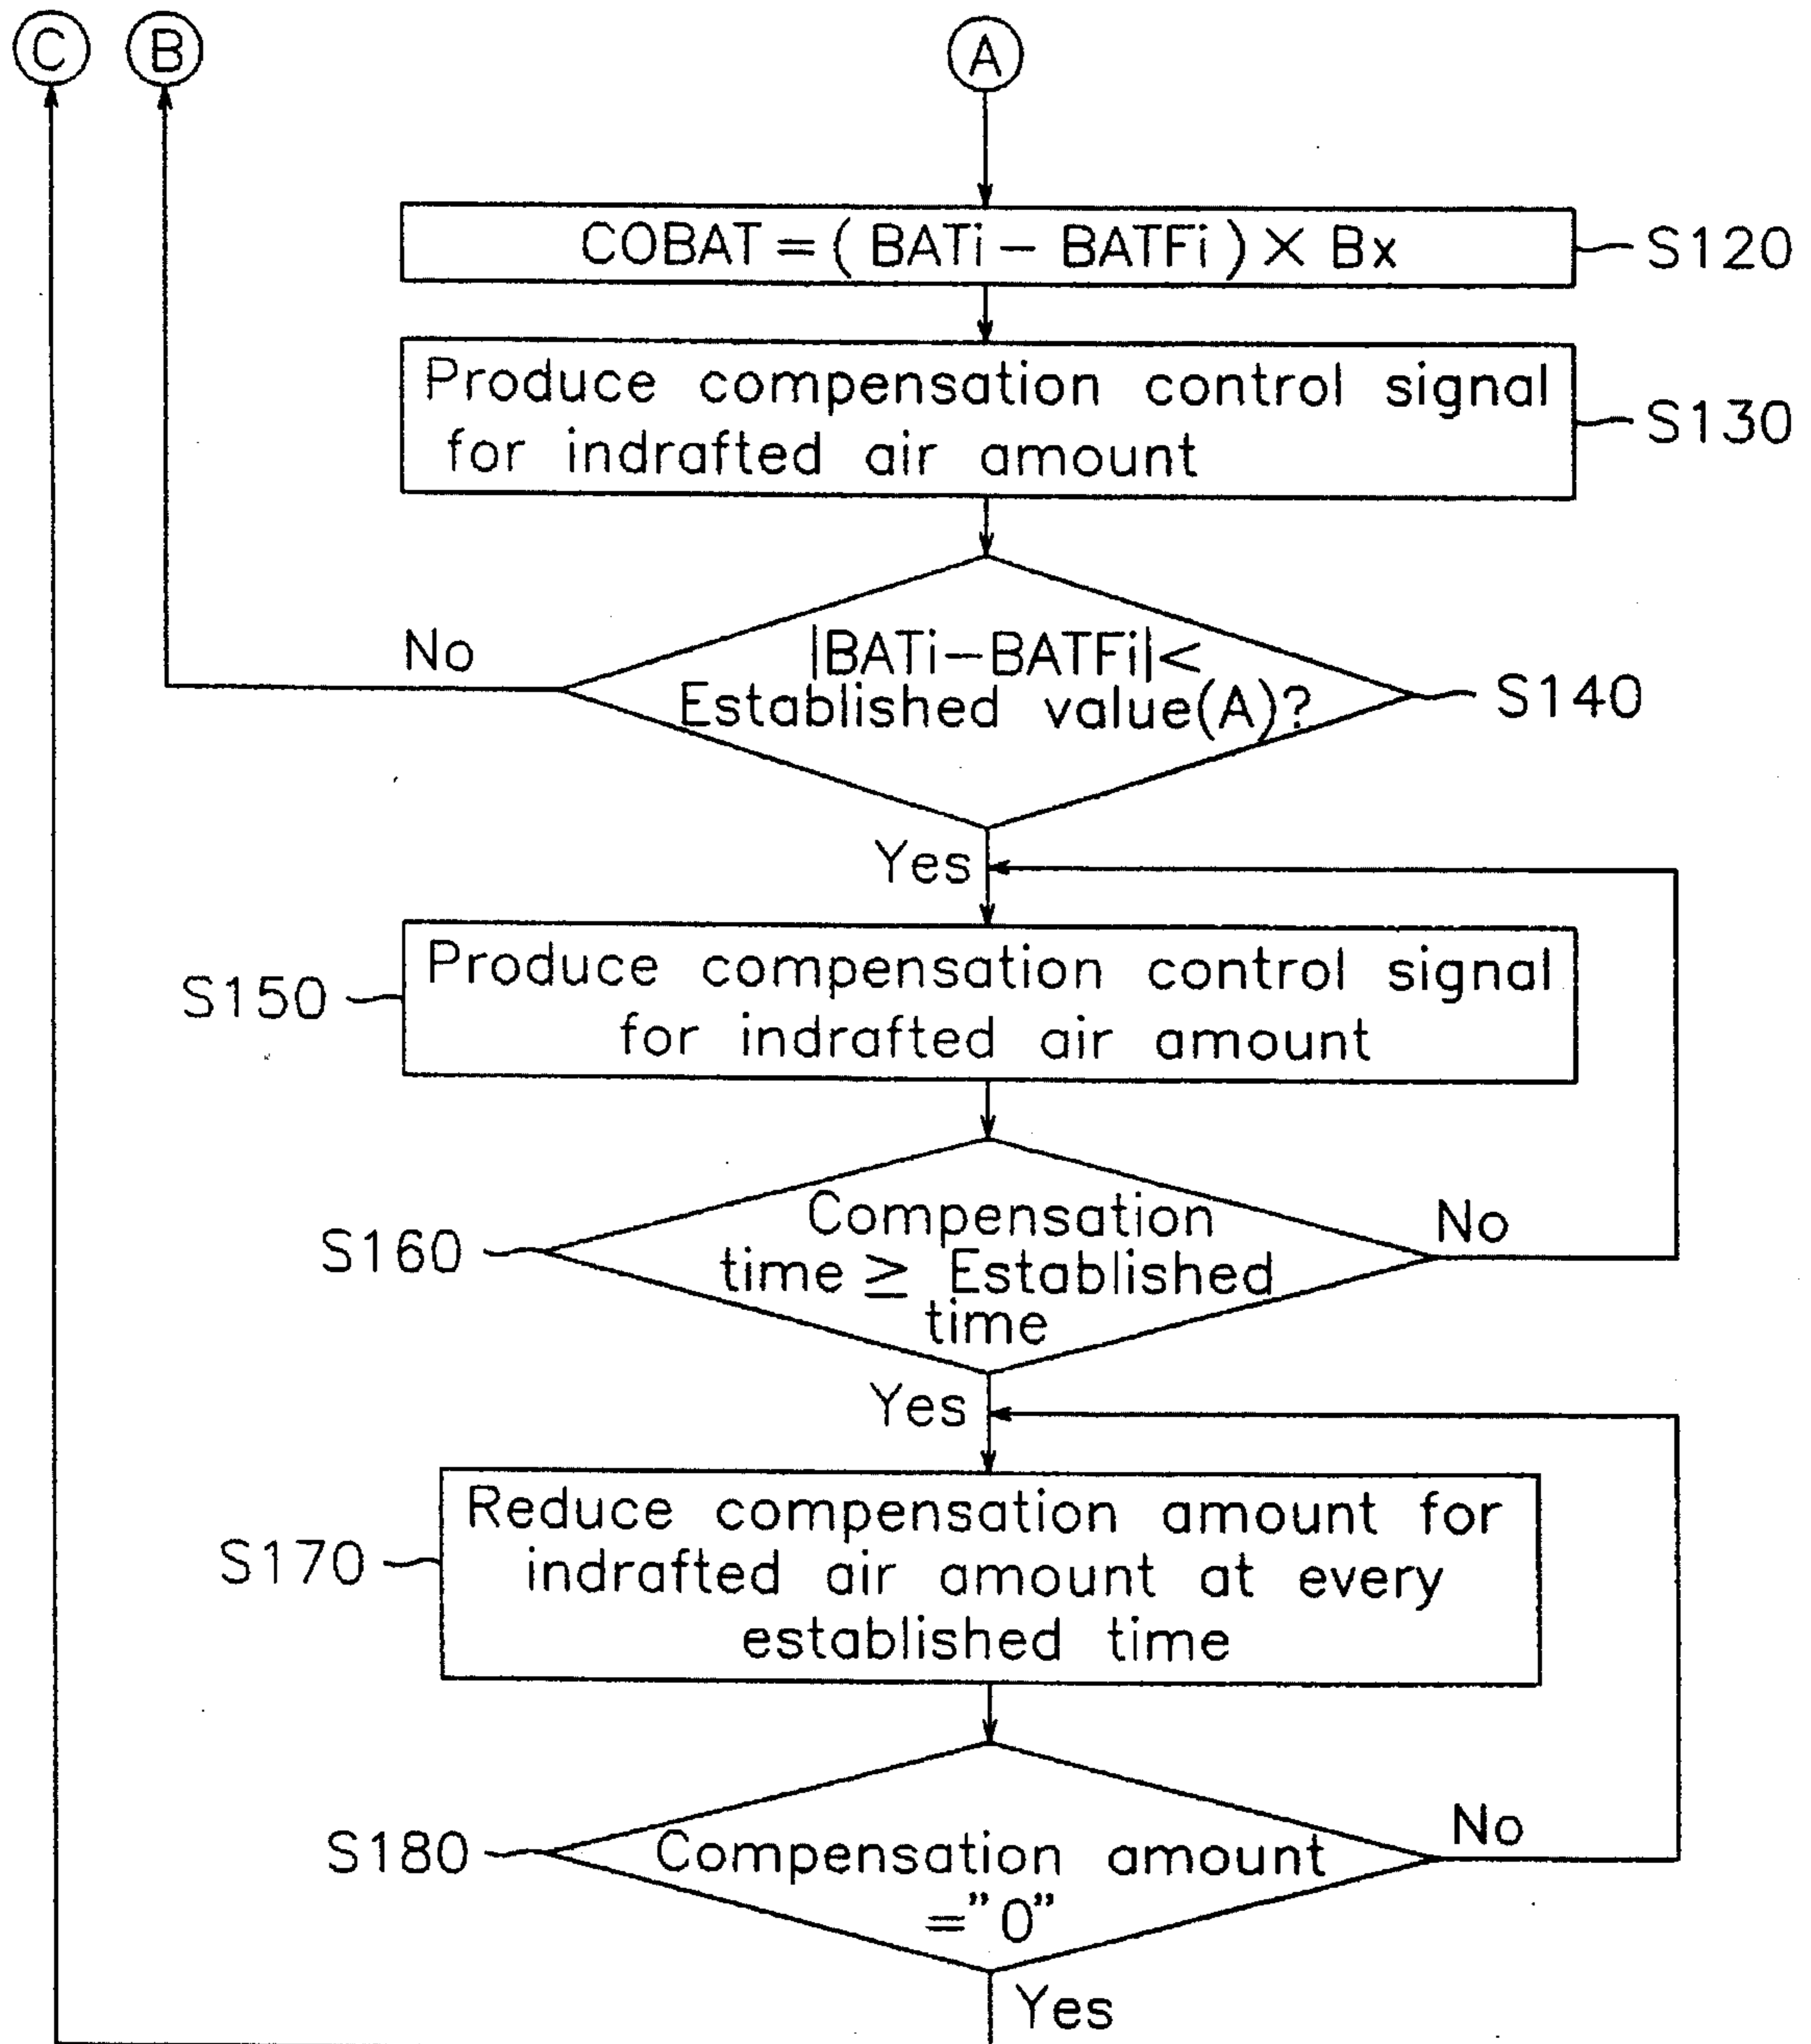 C
B
A
COBAT = ( BATi − BATFi ) × Bx
S120
Produce compensation control signal
for indrafted air amount
S130
No
|BATi−BATFi|<
Established value(A)?
S140
Yes
S150
Produce compensation control signal
for indrafted air amount
S160
Compensation
time ≥ Established
time
No
Yes
S170
Reduce compensation amount for
indrafted air amount at every
established time
S180
Compensation amount
=”0”
No
Yes